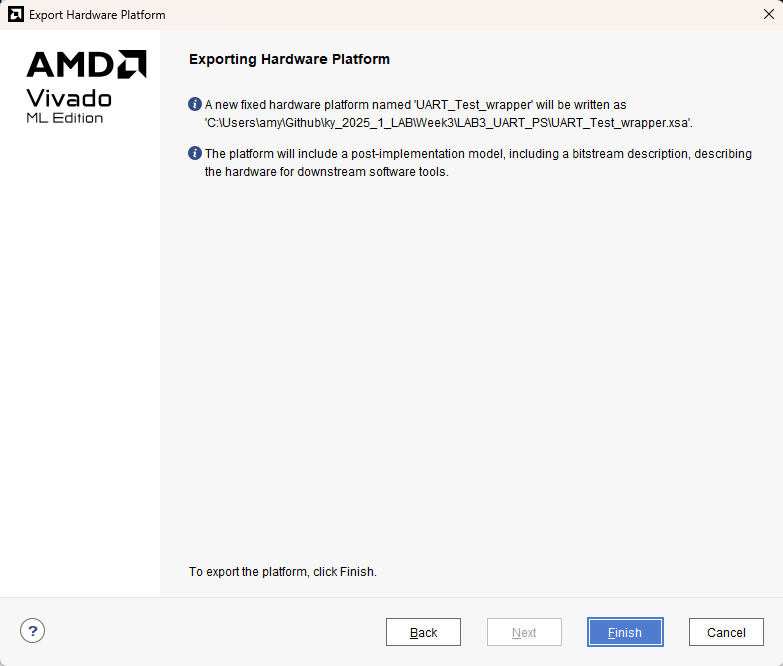 Export Hardware Platform
AMD
Vivado
ML Edition
Exporting Hardware Platform
A new fixed hardware platform named 'UART_Test_wrapper' will be written as
'C:\Users\amy\Github\ky_2025_1_LAB\Week3\LAB3_UART_PS\UART_Test_wrapper.xsa'.
The platform will include a post-implementation model, including a bitstream description, describing
the hardware for downstream software tools.
To export the platform, click Finish.
?
Back
Next
Finish
Cancel